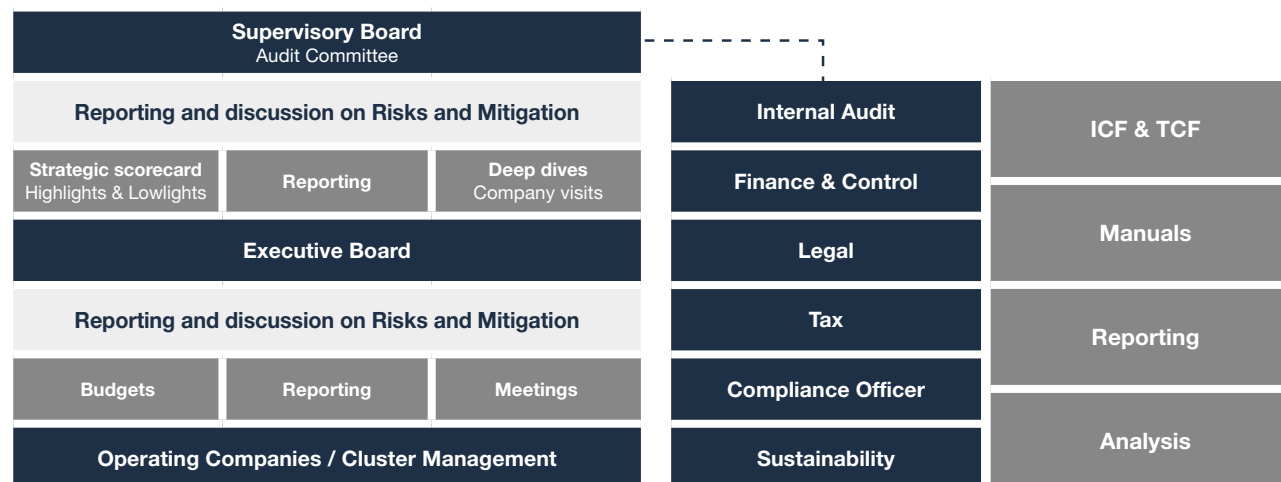 Supervisory Board
Audit Committee
Reporting and discussion on Risks and Mitigation
Strategic scorecard
Highlights & Lowlights
Reporting
Deep dives
Company visits
Executive Board
Reporting and discussion on Risks and Mitigation
Budgets
Reporting
Meetings
Operating Companies / Cluster Management
Internal Audit
Finance & Control
Legal
Tax
Compliance Officer
Sustainability
ICF & TCF
Manuals
Reporting
Analysis